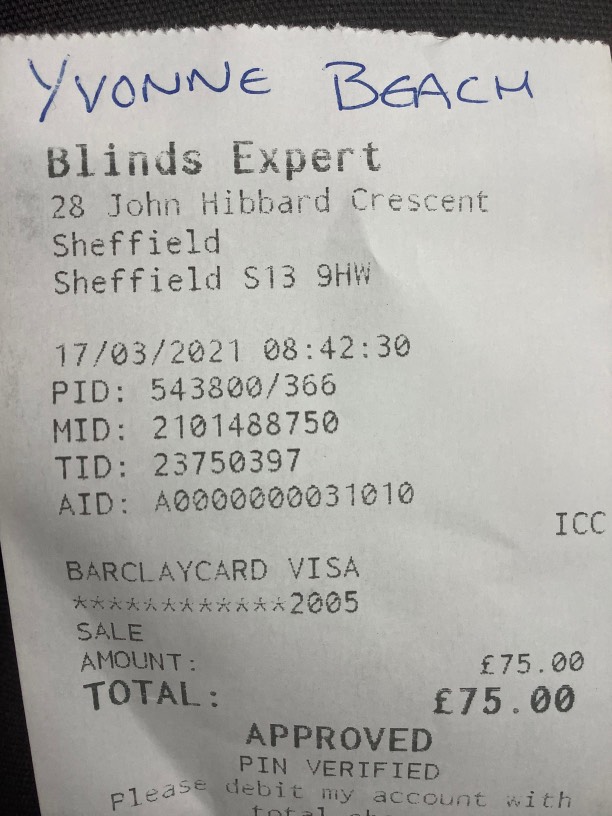 YVONNE BEACH
Blinds Expert
28 John Hibbard Crescent
Sheffield
Sheffield S13 9HW
17/03/2021 08:42:30
PID: 543800/366
MID: 2101488750
TID: 23750397
AID: A0000000031010
ICC
BARCLAYCARD VISA
************2005
SALE
AMOUNT: £75.00
TOTAL: £75.00
APPROVED
PIN VERIFIED
Please debit my account with
total